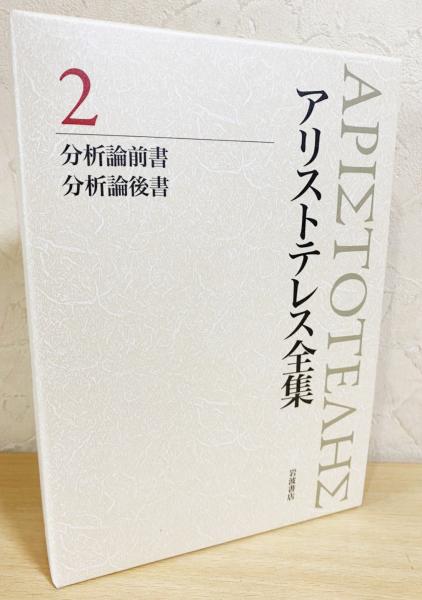 ΑΡΙΣΤΟΤΕΛΗΣ
アリストテレス全集
2
分析論前書
分析論後書
岩波書店